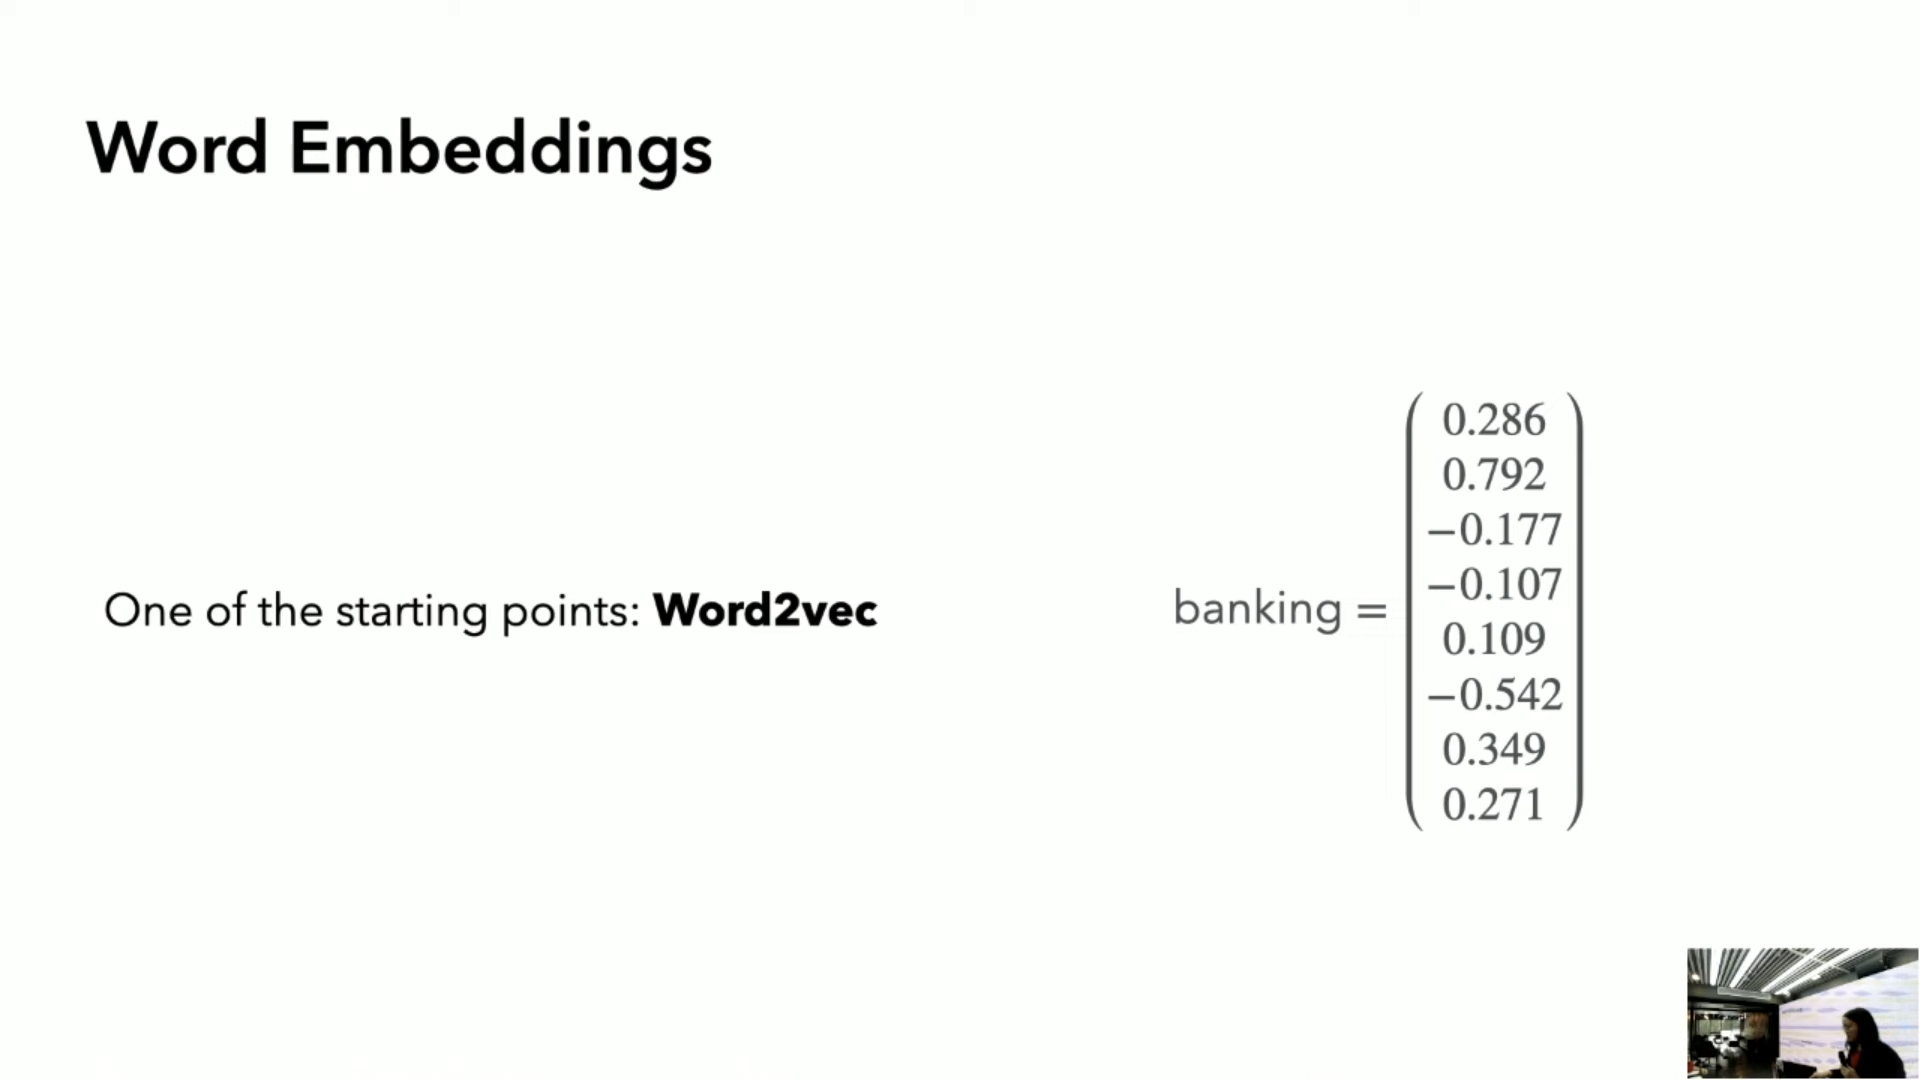 Word Embeddings
One of the starting points: Word2vec
banking =
0.286
0.792
−0.177
−0.107
0.109
−0.542
0.349
0.271